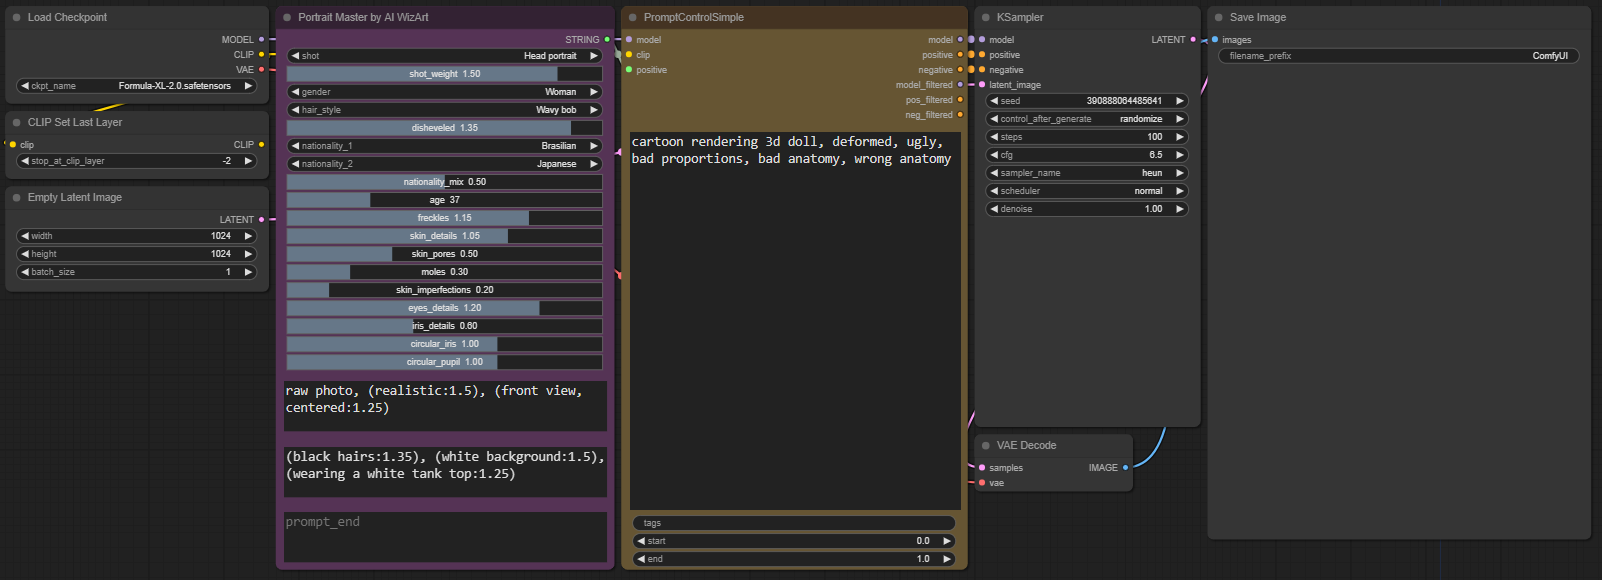 Load Checkpoint
MODEL
CLIP
VAE
ckpt_name Formula-XL-2.0.safetensors
CLIP Set Last Layer
clip CLIP
stop_at_clip_layer -2
Empty Latent Image
LATENT
width 1024
height 1024
batch_size 1
Portrait Master by AI WizArt
STRING
shot Head portrait
shot_weight 1.50
gender Woman
hair_style Wavy bob
disheveled 1.35
nationality_1 Brasilian
nationality_2 Japanese
nationality_mix 0.50
age 37
freckles 1.15
skin_details 1.05
skin_pores 0.50
moles 0.30
skin_imperfections 0.20
eyes_details 1.20
iris_details 0.60
circular_iris 1.00
circular_pupil 1.00
raw photo, (realistic:1.5), (front view,
centered:1.25)
(black hairs:1.35), (white background:1.5),
(wearing a white tank top:1.25)
prompt_end
PromptControlSimple
model model
clip positive
positive negative
model_filtered
pos_filtered
neg_filtered
cartoon rendering 3d doll, deformed, ugly,
bad proportions, bad anatomy, wrong anatomy
tags
start 0.0
end 1.0
KSampler
model LATENT
positive
negative
latent_image
seed 390888064485641
control_after_generate randomize
steps 100
cfg 6.5
sampler_name heun
scheduler normal
denoise 1.00
VAE Decode
samples IMAGE
vae
Save Image
images
filename_prefix ComfyUI